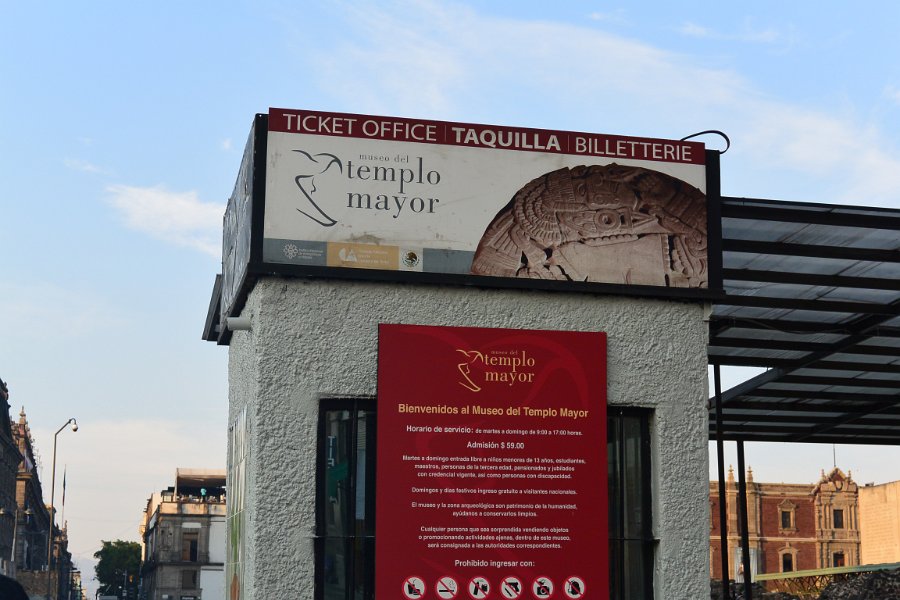 TICKET OFFICE | TAQUILLA | BILLETTERIE
museo del
templo
mayor
museo del
templo
mayor
Bienvenidos al Museo del Templo Mayor
Horario de servicio: de martes a domingo de 9:00 a 17:00 horas.
Admisión $ 59.00
Martes a domingo entrada libre a niños menores de 13 años, estudiantes,
maestros, personas de la tercera edad, pensionados y jubilados
con credencial vigente, así como personas con discapacidad.
Domingos y días festivos ingreso gratuito a visitantes nacionales.
El museo y la zona arqueológica son patrimonio de la humanidad,
ayúdanos a conservarlos limpios.
Cualquier persona que sea sorprendida vendiendo objetos
o promocionando actividades ajenas, dentro de este museo,
será consignada a las autoridades correspondientes.
Prohibido ingresar con: